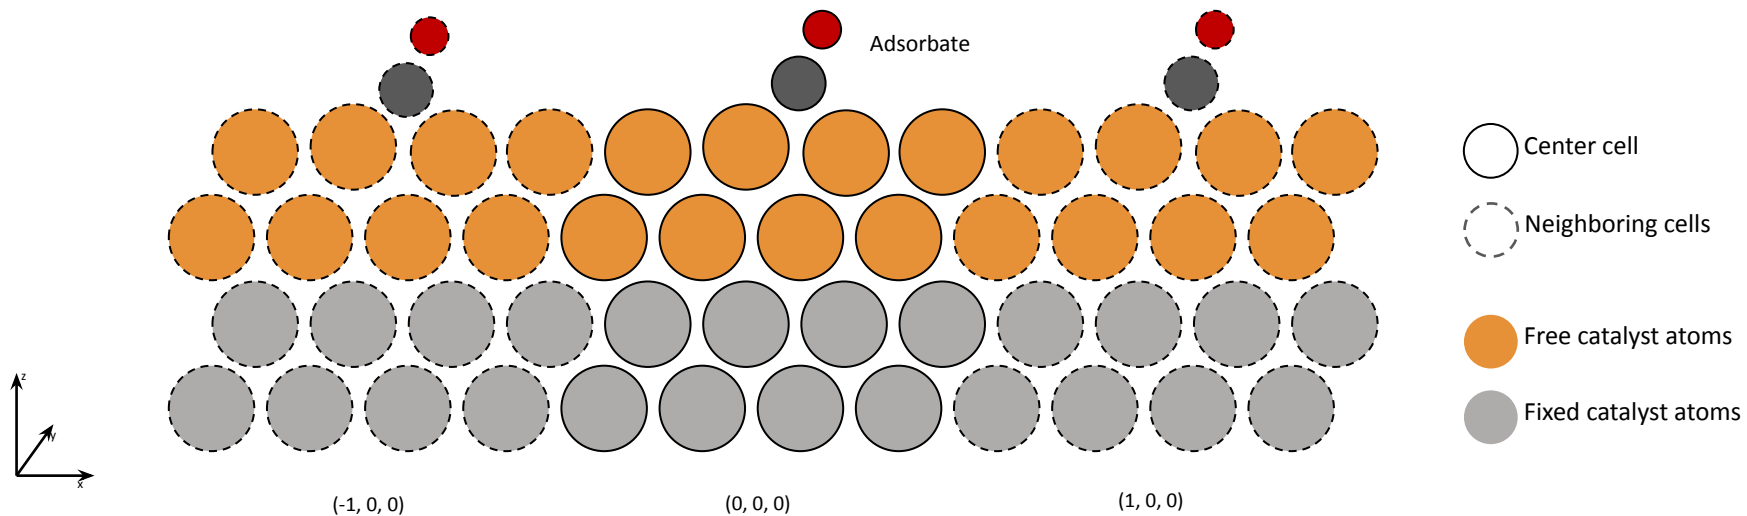 Adsorbate
Center cell
Neighboring cells
Free catalyst atoms
Fixed catalyst atoms
z
y
x
(-1, 0, 0)
(0, 0, 0)
(1, 0, 0)